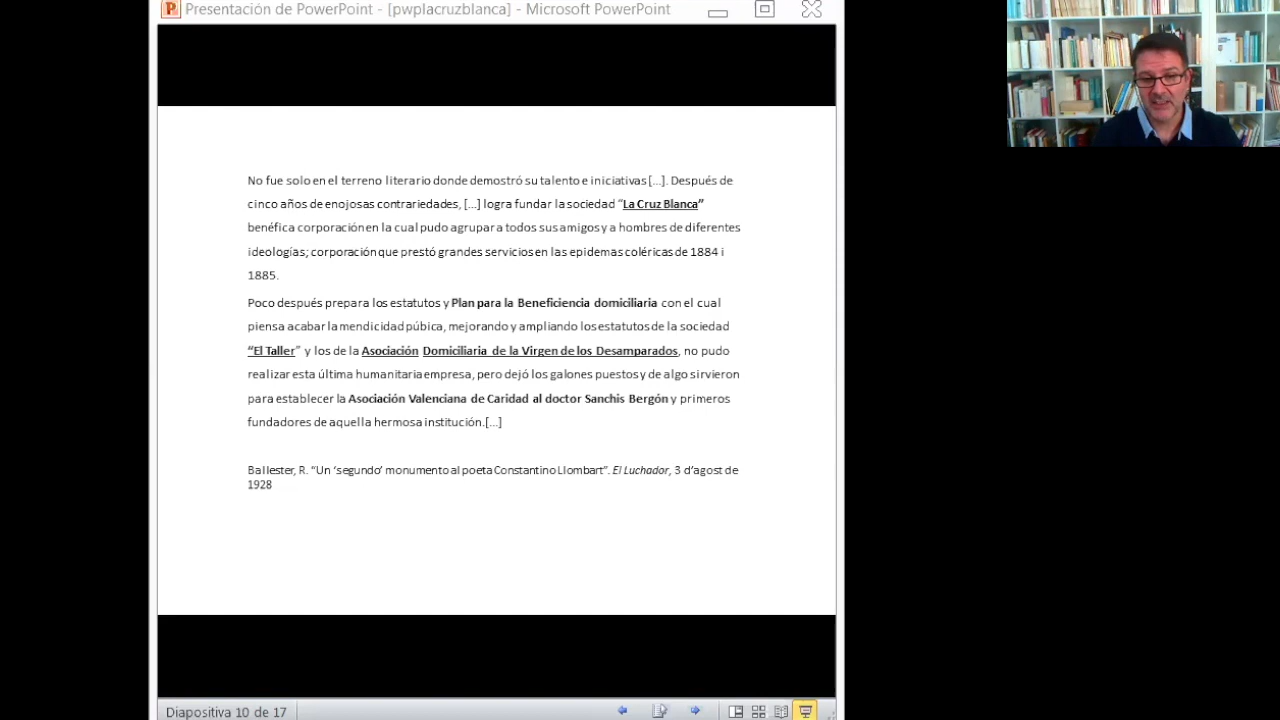 Presentación de PowerPoint - [pwplacruzblanca] - Microsoft PowerPoint
No fue solo en el terreno literario donde demostró su talento e iniciativas [...]. Después de
cinco años de enojosas contrariedades, [...] logra fundar la sociedad “La Cruz Blanca”
benéfica corporación en la cual pudo agrupar a todos sus amigos y a hombres de diferentes
ideologías; corporación que prestó grandes servicios en las epidemas coléricas de 1884 i
1885.
Poco después prepara los estatutos y Plan para la Beneficiencia domiciliaria con el cual
piensa acabar la mendicidad púbica, mejorando y ampliando los estatutos de la sociedad
“El Taller” y los de la Asociación Domiciliaria de la Virgen de los Desamparados, no pudo
realizar esta última humanitaria empresa, pero dejó los galones puestos y de algo sirvieron
para establecer la Asociación Valenciana de Caridad al doctor Sanchis Bergón y primeros
fundadores de aquella hermosa institución.[...]
Ballester, R. “Un ‘segundo’ monumento al poeta Constantino Llombart”. El Luchador, 3 d’agost de
1928
Diapositiva 10 de 17